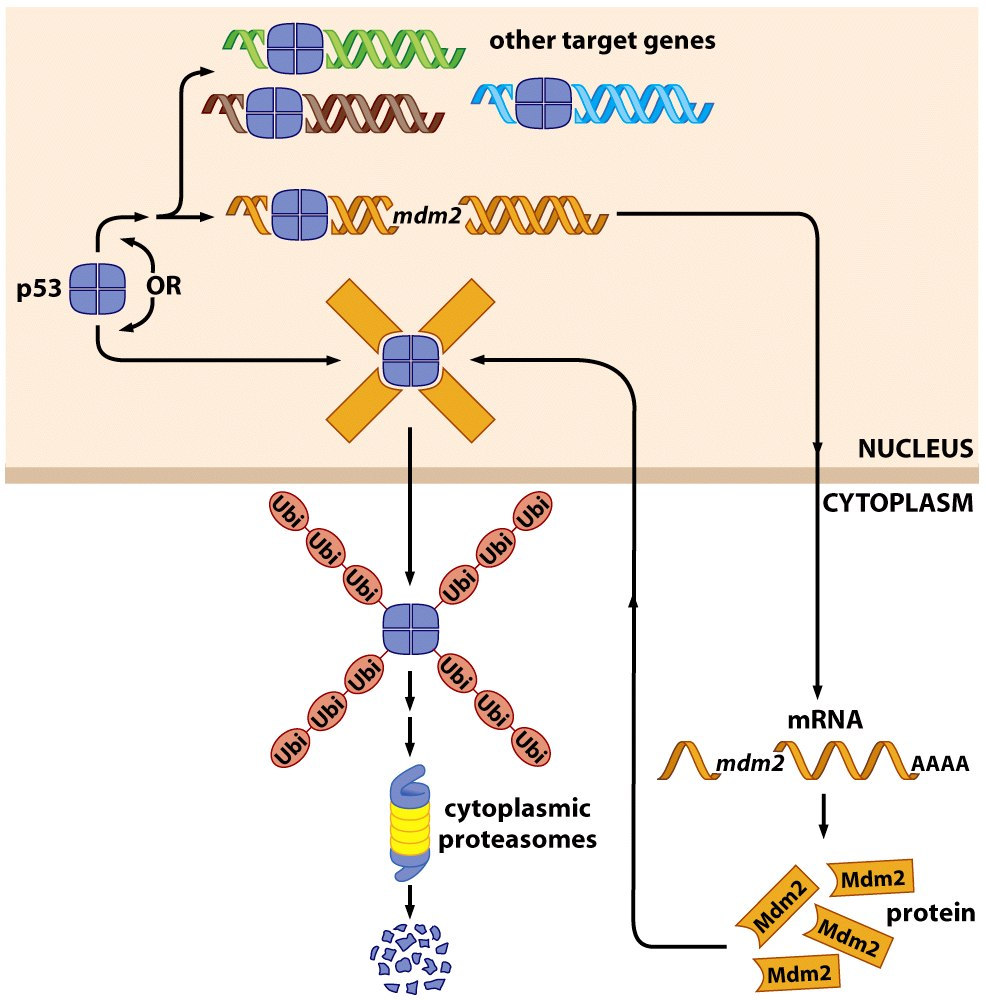 other target genes
mdm2
p53
OR
NUCLEUS
CYTOPLASM
Ubi
Ubi
Ubi
Ubi
Ubi
Ubi
Ubi
Ubi
Ubi
Ubi
Ubi
Ubi
mRNA
mdm2 AAAA
cytoplasmic
proteasomes
Mdm2
Mdm2
protein
Mdm2
Mdm2